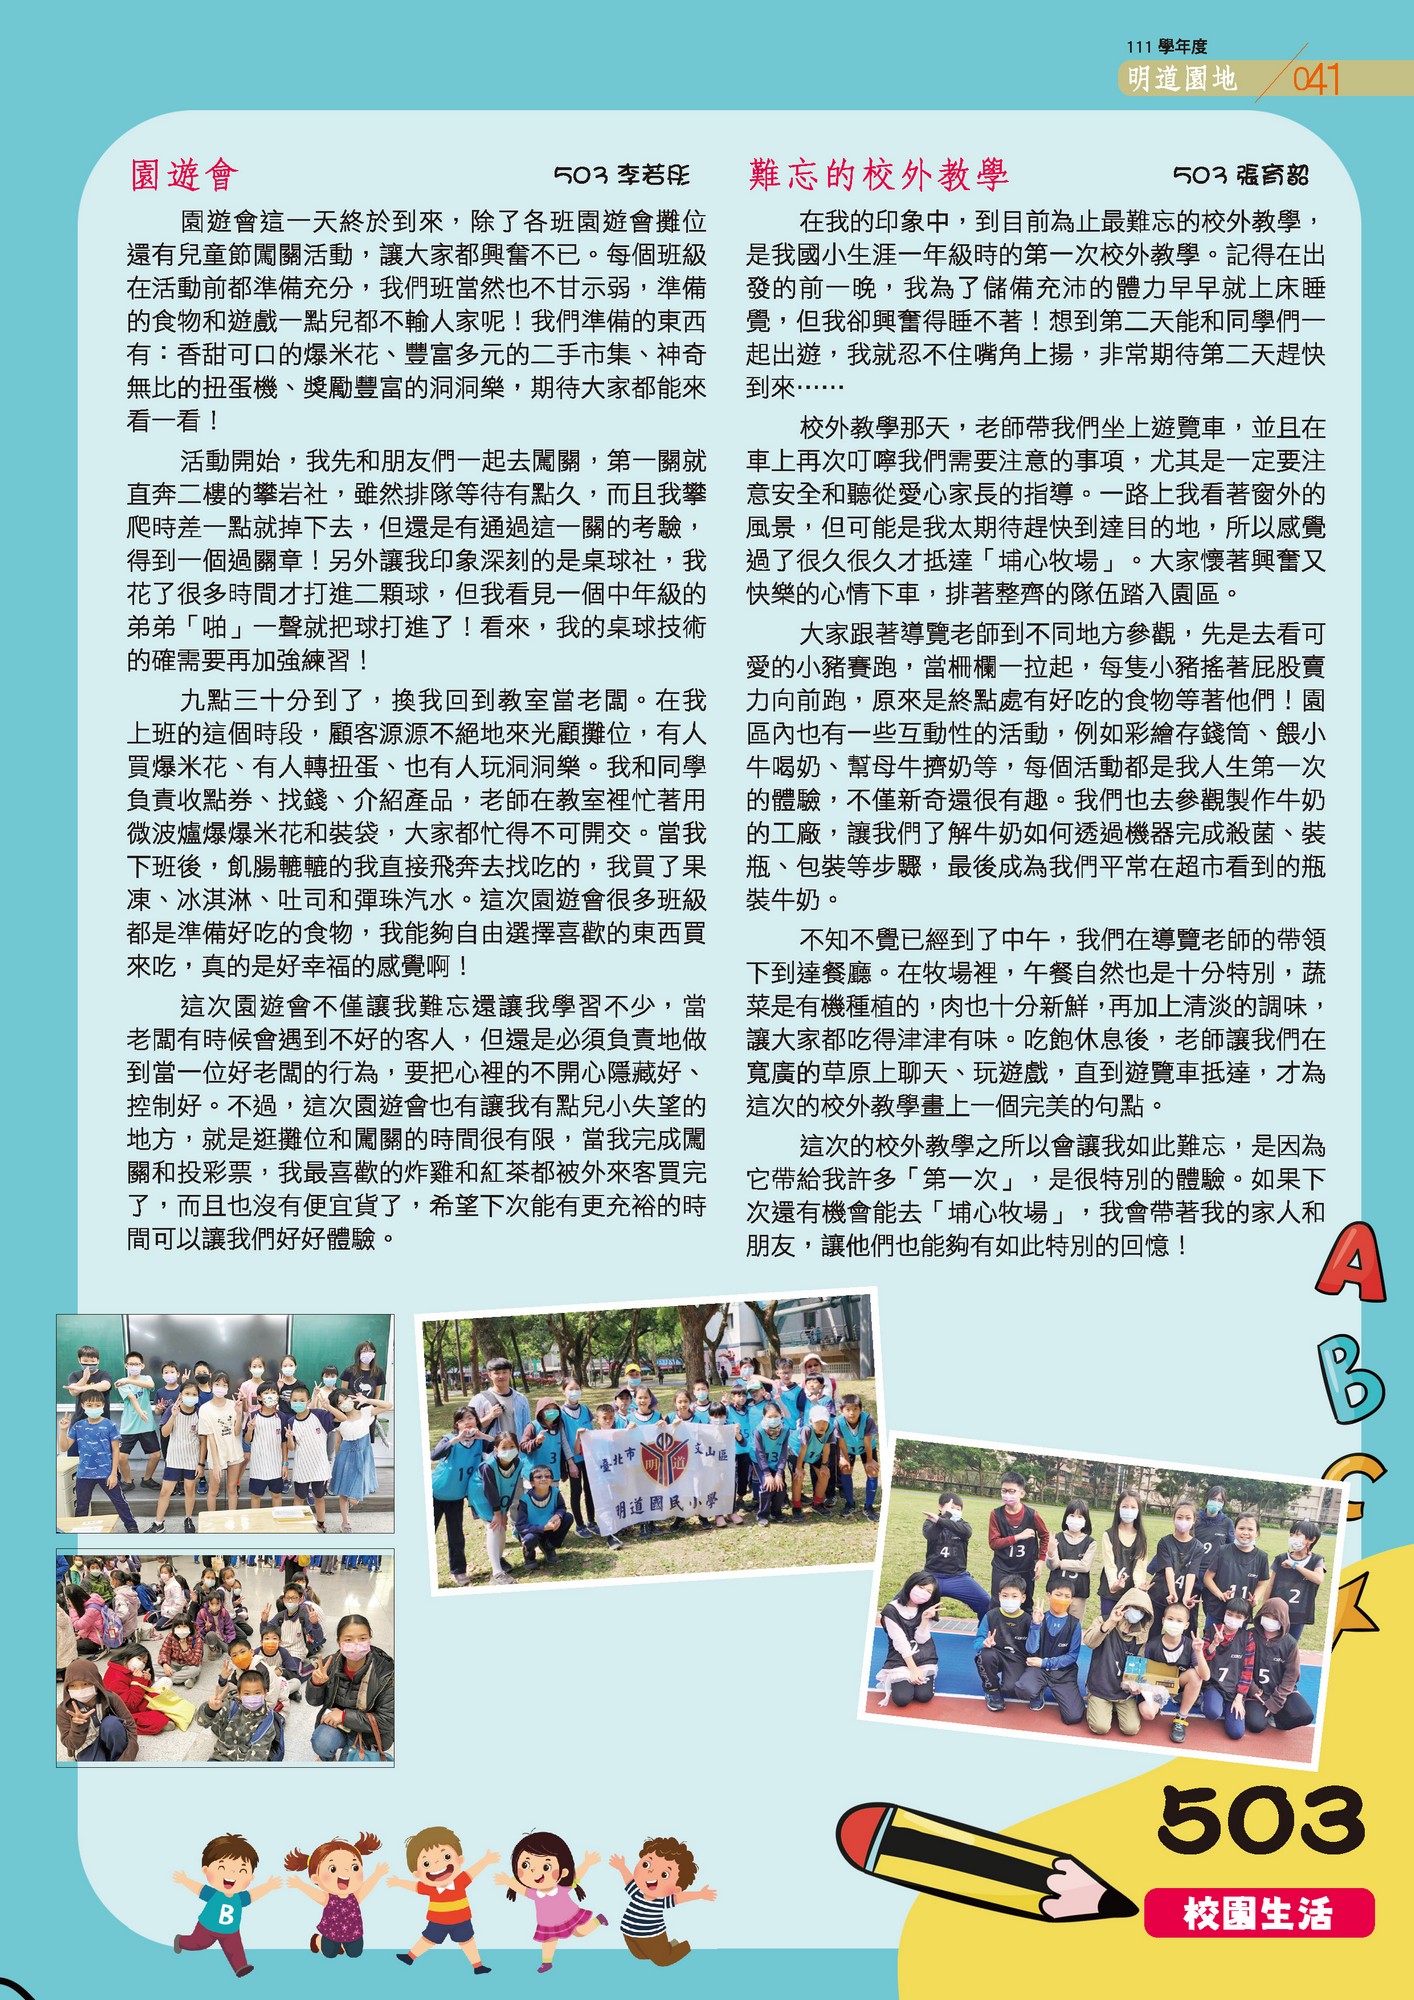 111 學年度
明道園地
041
園遊會
503 李若彤
園遊會這一天終於到來，除了各班園遊會攤位
還有兒童節闖關活動，讓大家都興奮不已。每個班級
在活動前都準備充分，我們班當然也不甘示弱，準備
的食物和遊戲一點兒都不輸人家呢！我們準備的東西
有：香甜可口的爆米花、豐富多元的二手市集、神奇
無比的扭蛋機、獎勵豐富的洞洞樂，期待大家都能來
看一看！
活動開始，我先和朋友們一起去闖關，第一關就
直奔二樓的攀岩社，雖然排隊等待有點久，而且我攀
爬時差一點就掉下去，但還是有通過這一關的考驗，
得到一個過關章！另外讓我印象深刻的是桌球社，我
花了很多時間才打進二顆球，但我看見一個中年級的
弟弟「啪」一聲就把球打進了！看來，我的桌球技術
的確需要再加強練習！
九點三十分到了，換我回到教室當老闆。在我
上班的這個時段，顧客源源不絕地來光顧攤位，有人
買爆米花、有人轉扭蛋、也有人玩洞洞樂。我和同學
負責收點券、找錢、介紹產品，老師在教室裡忙著用
微波爐爆爆米花和裝袋，大家都忙得不可開交。當我
下班後，飢腸轆轆的我直接飛奔去找吃的，我買了果
凍、冰淇淋、吐司和彈珠汽水。這次園遊會很多班級
都是準備好吃的食物，我能夠自由選擇喜歡的東西買
來吃，真的是好幸福的感覺啊！
這次園遊會不僅讓我難忘還讓我學習不少，當
老闆有時候會遇到不好的客人，但還是必須負責地做
到當一位好老闆的行為，要把心裡的不開心隱藏好、
控制好。不過，這次園遊會也有讓我有點兒小失望的
地方，就是逛攤位和闖關的時間很有限，當我完成闖
關和投彩票，我最喜歡的炸雞和紅茶都被外來客買完
了，而且也沒有便宜貨了，希望下次能有更充裕的時
間可以讓我們好好體驗。
難忘的校外教學
503 張育韶
在我的印象中，到目前為止最難忘的校外教學，
是我國小生涯一年級時的第一次校外教學。記得在出
發的前一晚，我為了儲備充沛的體力早早就上床睡
覺，但我卻興奮得睡不著！想到第二天能和同學們一
起出遊，我就忍不住嘴角上揚，非常期待第二天趕快
到來……
校外教學那天，老師帶我們坐上遊覽車，並且在
車上再次叮嚀我們需要注意的事項，尤其是一定要注
意安全和聽從愛心家長的指導。一路上我看著窗外的
風景，但可能是我太期待趕快到達目的地，所以感覺
過了很久很久才抵達「埔心牧場」。大家懷著興奮又
快樂的心情下車，排著整齊的隊伍踏入園區。
大家跟著導覽老師到不同地方參觀，先是去看可
愛的小豬賽跑，當柵欄一拉起，每隻小豬搖著屁股賣
力向前跑，原來是終點處有好吃的食物等著他們！園
區內也有一些互動性的活動，例如彩繪存錢筒、餵小
牛喝奶、幫母牛擠奶等，每個活動都是我人生第一次
的體驗，不僅新奇還很有趣。我們也去參觀製作牛奶
的工廠，讓我們了解牛奶如何透過機器完成殺菌、裝
瓶、包裝等步驟，最後成為我們平常在超市看到的瓶
裝牛奶。
不知不覺已經到了中午，我們在導覽老師的帶領
下到達餐廳。在牧場裡，午餐自然也是十分特別，蔬
菜是有機種植的，肉也十分新鮮，再加上清淡的調味，
讓大家都吃得津津有味。吃飽休息後，老師讓我們在
寬廣的草原上聊天、玩遊戲，直到遊覽車抵達，才為
這次的校外教學畫上一個完美的句點。
這次的校外教學之所以會讓我如此難忘，是因為
它帶給我許多「第一次」，是很特別的體驗。如果下
次還有機會能去「埔心牧場」，我會帶著我的家人和
朋友，讓他們也能夠有如此特別的回憶！
A
B
C
臺北市 明道 文山區
明道國民小學
19
3
13
4
13
9
11
2
1
7
5
B
503
校園生活